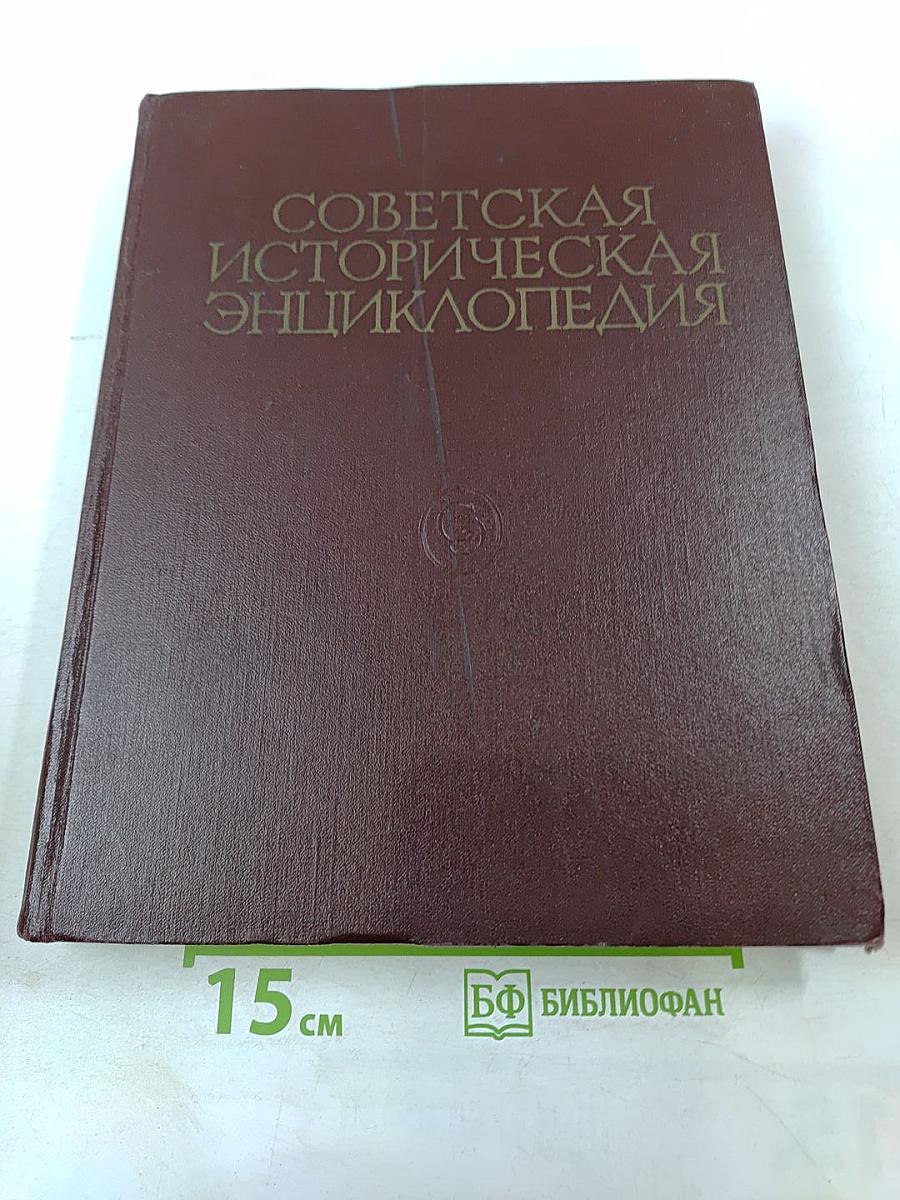 СОВЕТСКАЯ
ИСТОРИЧЕСКАЯ
ЭНЦИКЛОПЕДИЯ
15 см
БФ БИБЛИОФАН